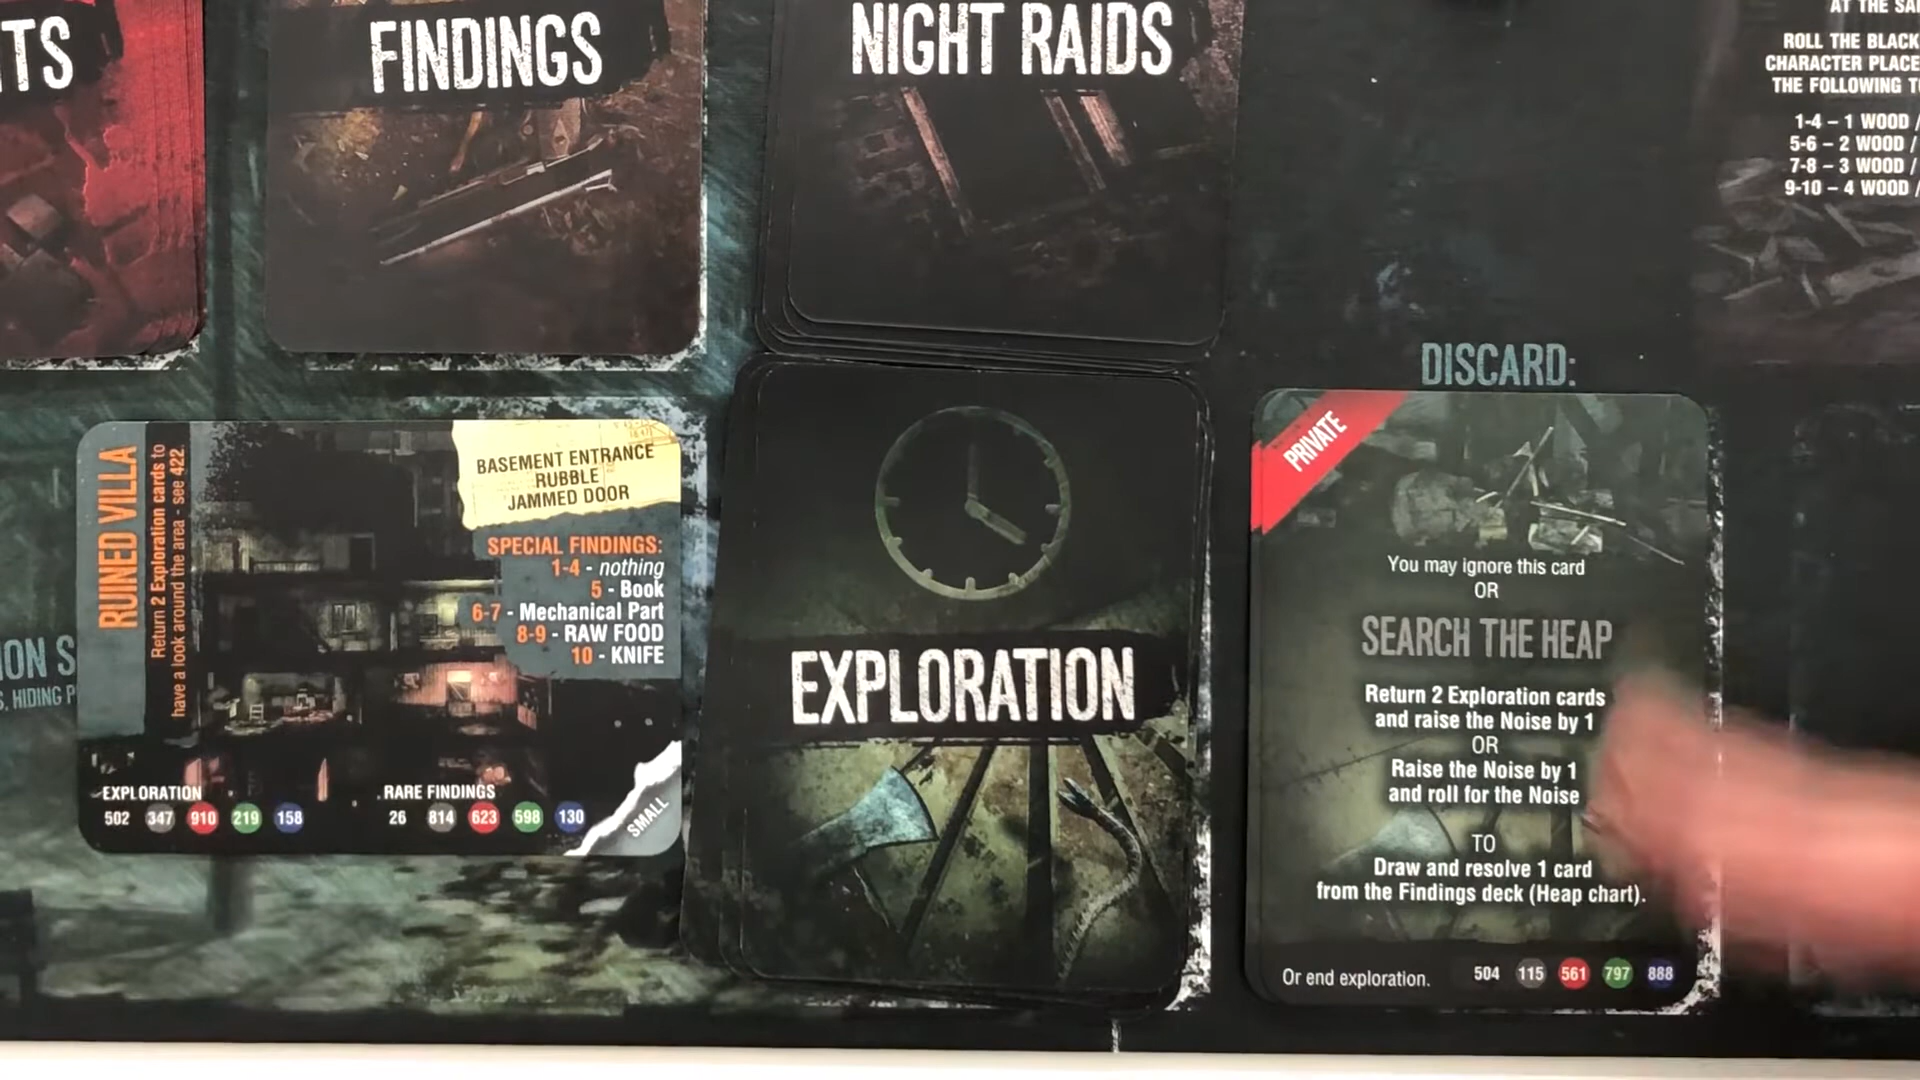 FINDINGS
NIGHT RAIDS
ROLL THE BLACK
THE FOLLOWING
1-4 – 1 WOOD /
5-6 – 2 WOOD /
7-8 – 3 WOOD /
9-10 – 4 WOOD /
DISCARD:
RUINED VILLA
Return 2 Exploration cards to
have a look around the area - see 422.
BASEMENT ENTRANCE
RUBBLE
JAMMED DOOR
SPECIAL FINDINGS:
1-4 - nothing
5 - Book
6-7 - Mechanical Part
8-9 - RAW FOOD
10 - KNIFE
EXPLORATION
502 347 910 219 158
RARE FINDINGS
26 814 623 598 130
SMALL
HIDING
EXPLORATION
PRIVATE
You may ignore this card
OR
SEARCH THE HEAP
Return 2 Exploration cards
and raise the Noise by 1
OR
Raise the Noise by 1
and roll for the Noise
TO
Draw and resolve 1 card
from the Findings deck (Heap chart).
Or end exploration.
504 115 561 797 888